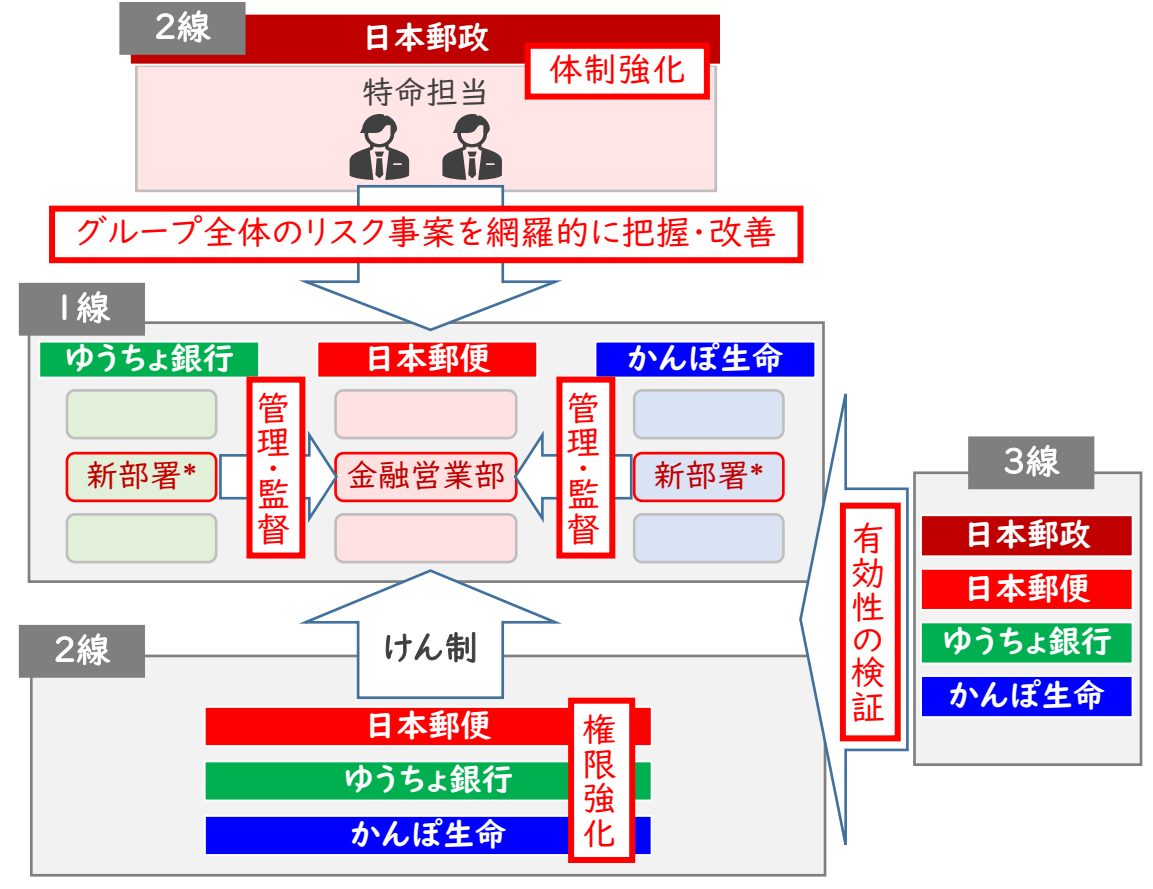 2線
日本郵政
体制強化
特命担当
グループ全体のリスク事案を網羅的に把握・改善
1線
ゆうちょ銀行
日本郵便
かんぽ生命
管理・監督
管理・監督
新部署*
金融営業部
新部署*
3線
日本郵政
日本郵便
ゆうちょ銀行
かんぽ生命
有効性の検証
けん制
2線
日本郵便
ゆうちょ銀行
かんぽ生命
権限強化